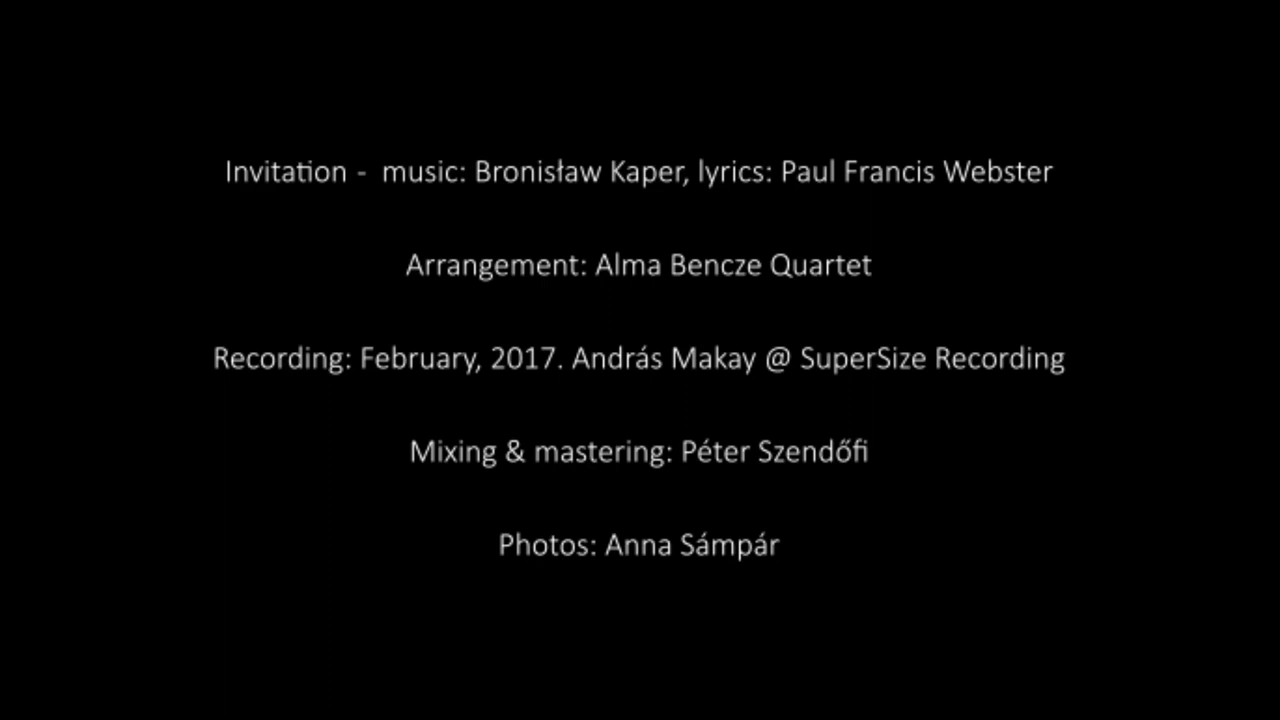 Invitation -  music: Bronisław Kaper, lyrics: Paul Francis Webster
Arrangement: Alma Bencze Quartet
Recording: February, 2017. András Makay @ SuperSize Recording
Mixing & mastering: Péter Szendőfi
Photos: Anna Sámpár